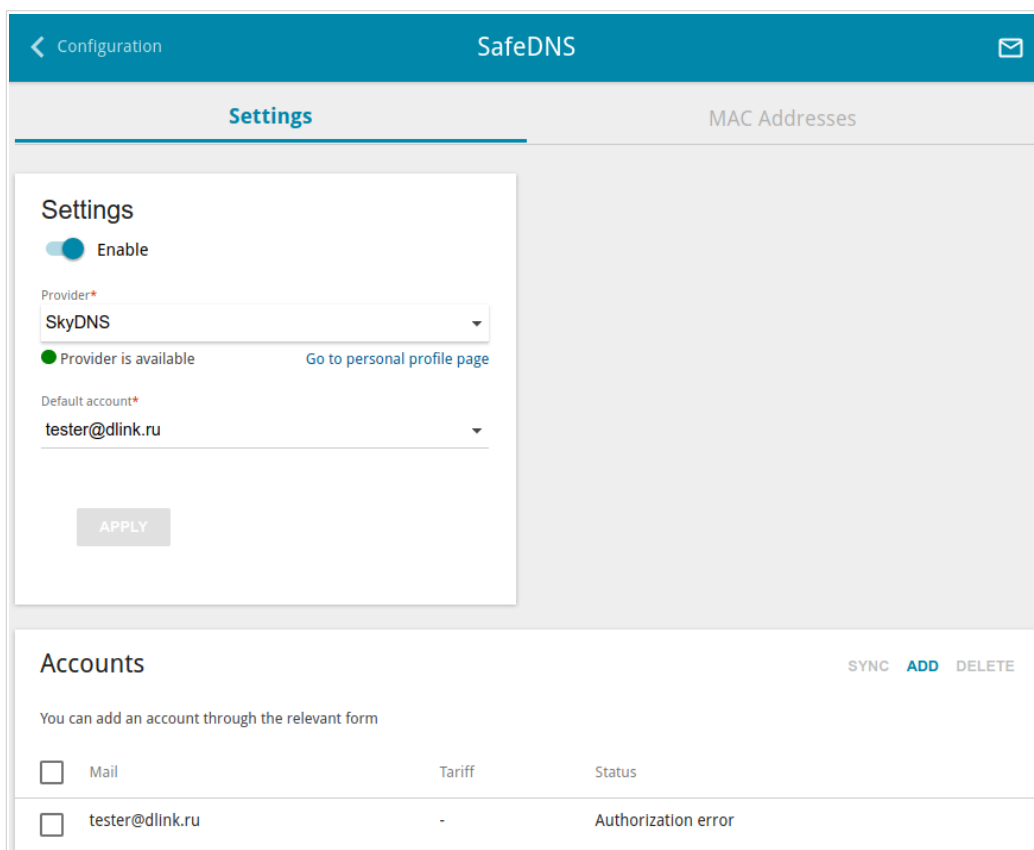 Configuration
SafeDNS
Settings
MAC Addresses
Settings
Enable
Provider*
SkyDNS
Provider is available
Go to personal profile page
Default account*
tester@dlink.ru
APPLY
Accounts
SYNC ADD DELETE
You can add an account through the relevant form
Mail Tariff Status
tester@dlink.ru - Authorization error